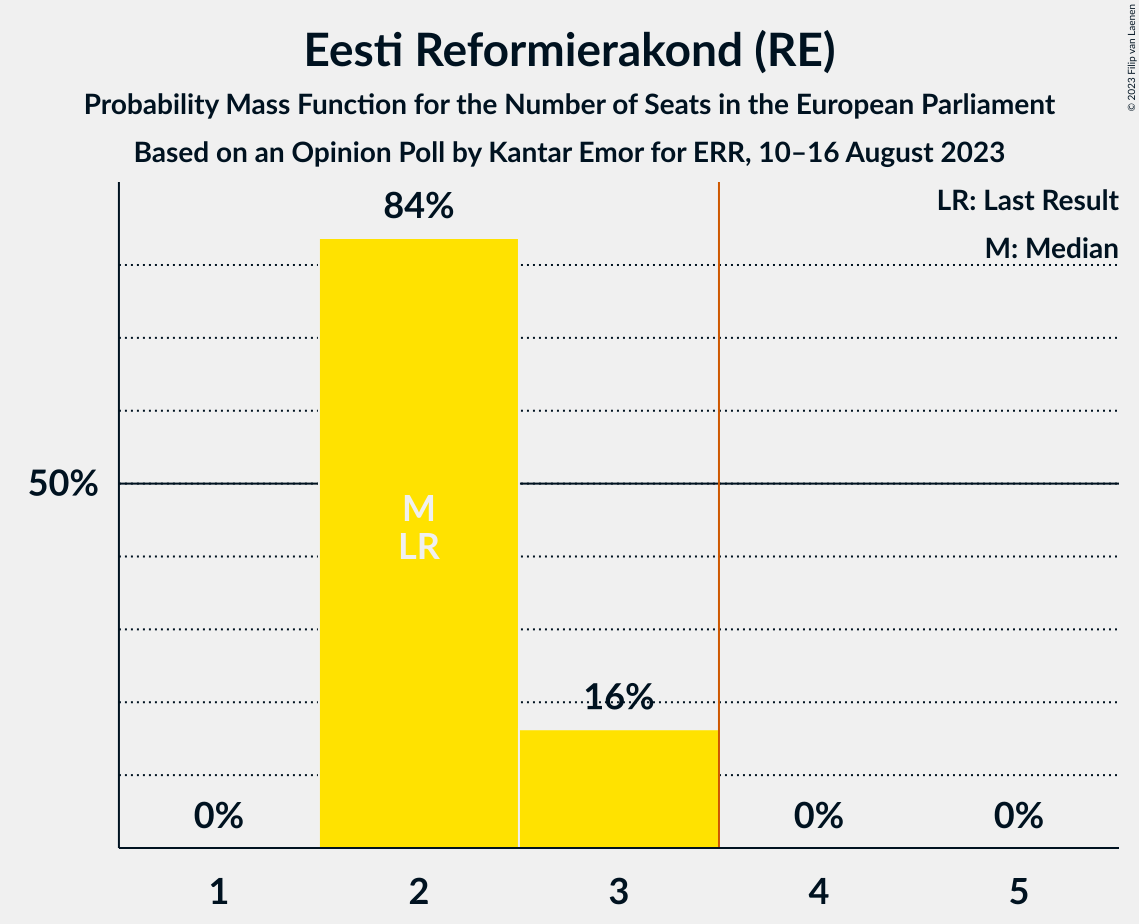 Eesti Reformierakond (RE)
Probability Mass Function for the Number of Seats in the European Parliament
Based on an Opinion Poll by Kantar Emor for ERR, 10–16 August 2023
© 2023 Filip van Laenen
LR: Last Result
M: Median
84%
50%
M
LR
16%
0%
0%
0%
1
2
3
4
5